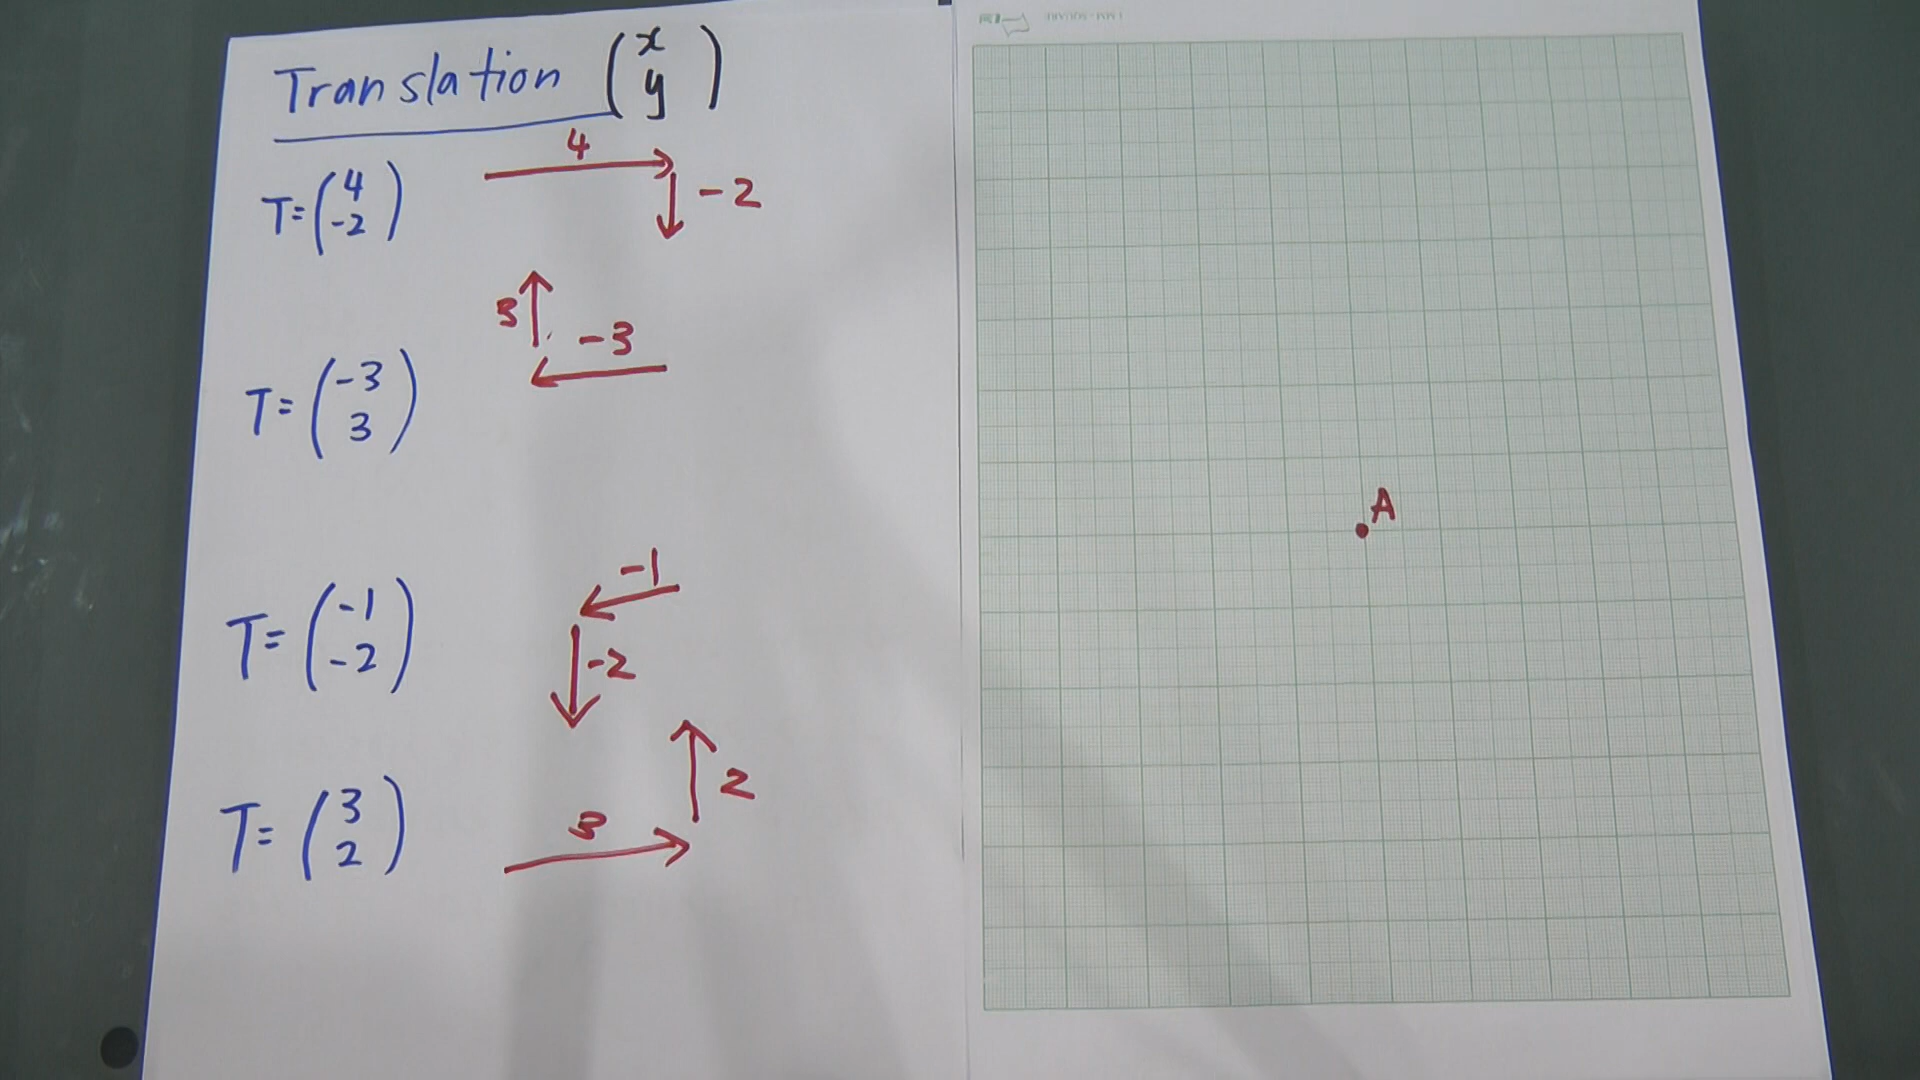 Translation (x
y)
T= (4
-2)
4
-2
T= (-3
3)
3
-3
T= (-1
-2)
-1
-2
T= (3
2)
3
2
A